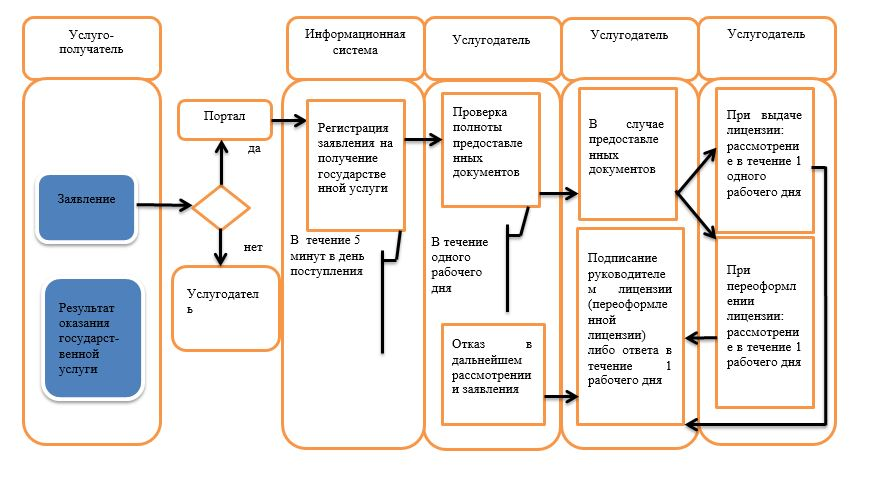 Услуго-
получатель
Информационная
система
Услугодатель
Услугодатель
Услугодатель
Заявление
Результат
оказания
государст-
венной
услуги
Портал
да
нет
Услугодател
ь
Регистрация
заявления на
получение
государстве
нной услуги
В течение 5
минут в день
поступления
Проверка
полноты
предоставле
нных
документов
В течение
одного
рабочего
дня
Отказ в
дальнейшем
рассмотрени
и заявления
В случае
предоставле
нных
документов
Подписание
руководителе
м лицензии
(переоформле
нной
лицензии)
либо ответа в
течение 1
рабочего дня
При выдаче
лицензии:
рассмотрени
е в течение 1
одного
рабочего дня
При
переоформл
ении
лицензии:
рассмотрени
е в течение 1
рабочего дня